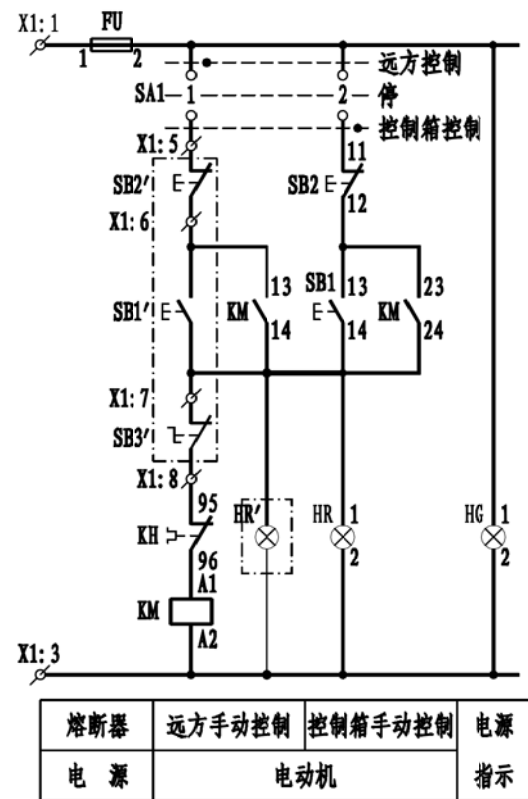 X1:1 FU
1 2
远方控制
SA1 1 2 停
控制箱控制
X1:5
11
SB2′ SB2
12
X1:6
SB1 13 23
13
SB1′ KM KM
14 14 24
X1:7
SB3′
X1:8
95
HR′ HR 1 HG 1
KH
96 2 2
A1
KM
A2
X1:3
熔断器 远方手动控制 控制箱手动控制 电源
电 源 电动机 指示